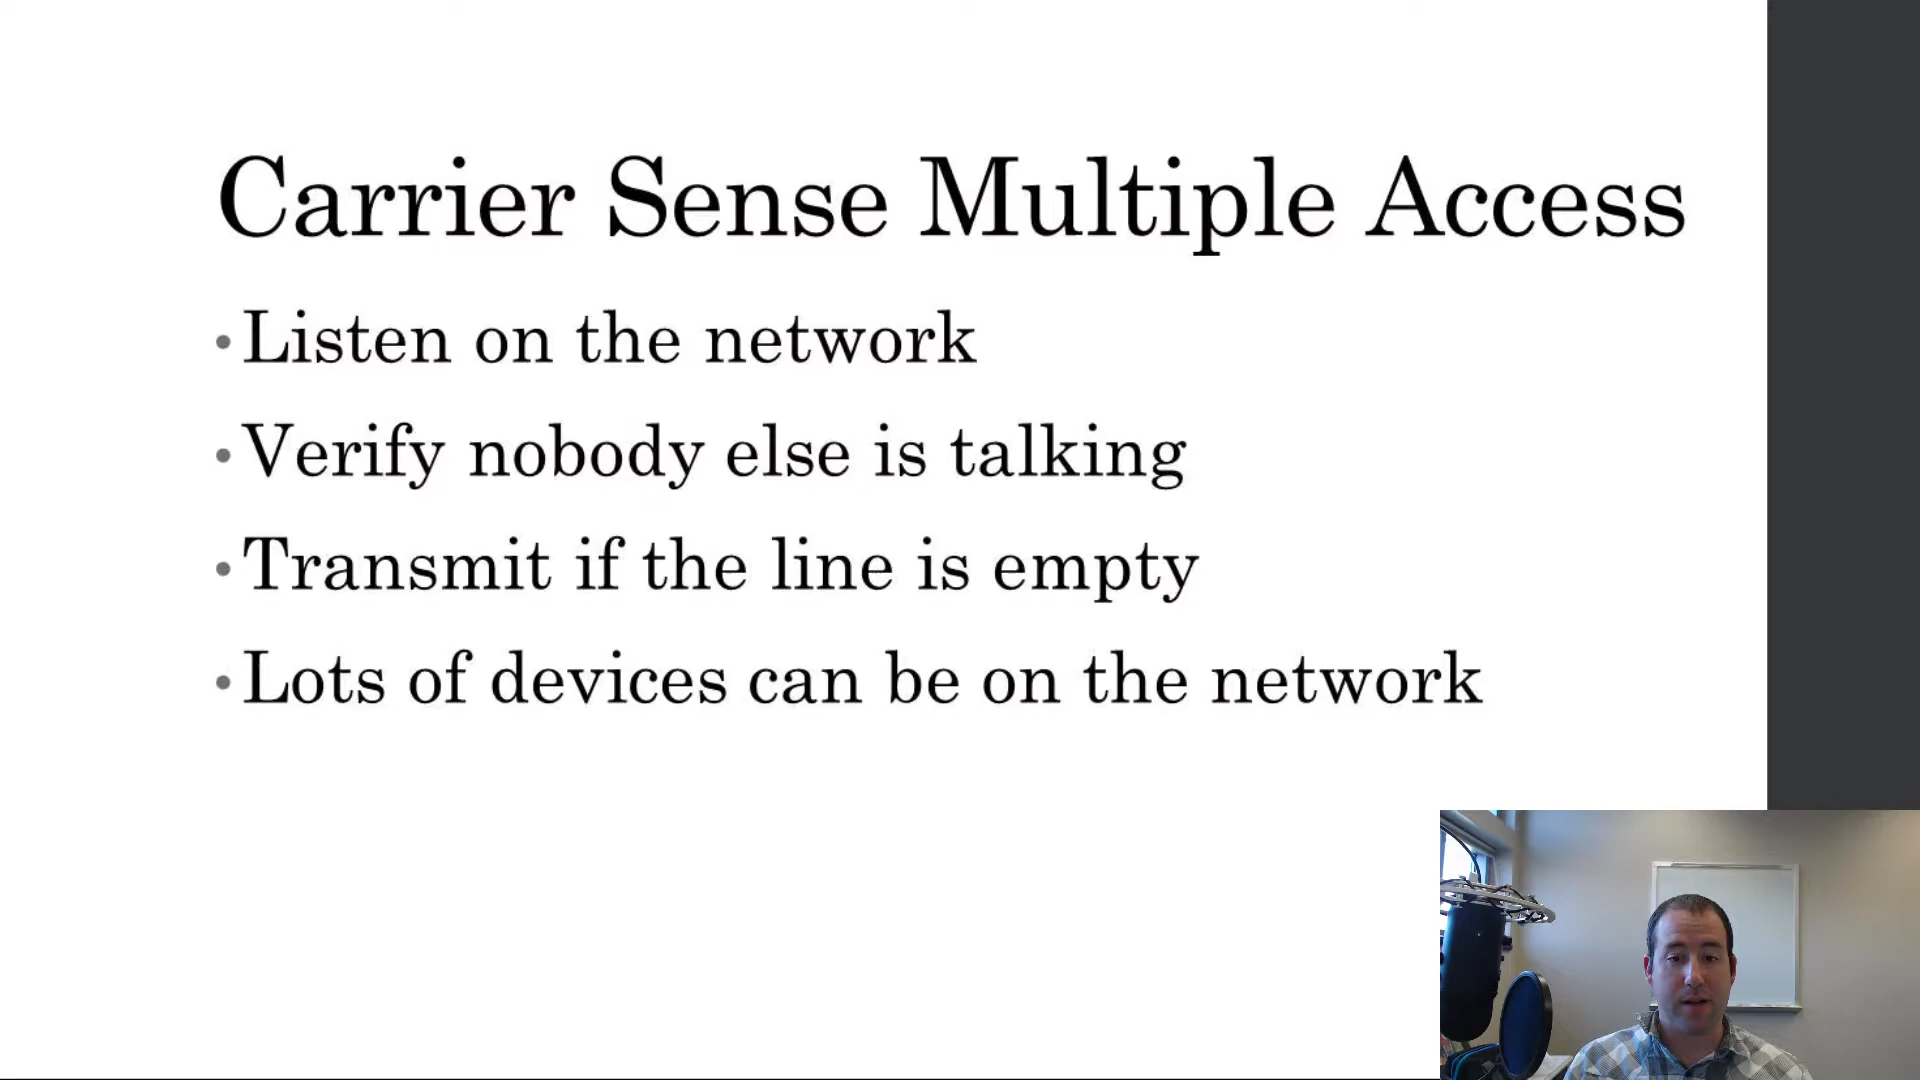 Carrier Sense Multiple Access
•Listen on the network
•Verify nobody else is talking
•Transmit if the line is empty
•Lots of devices can be on the network